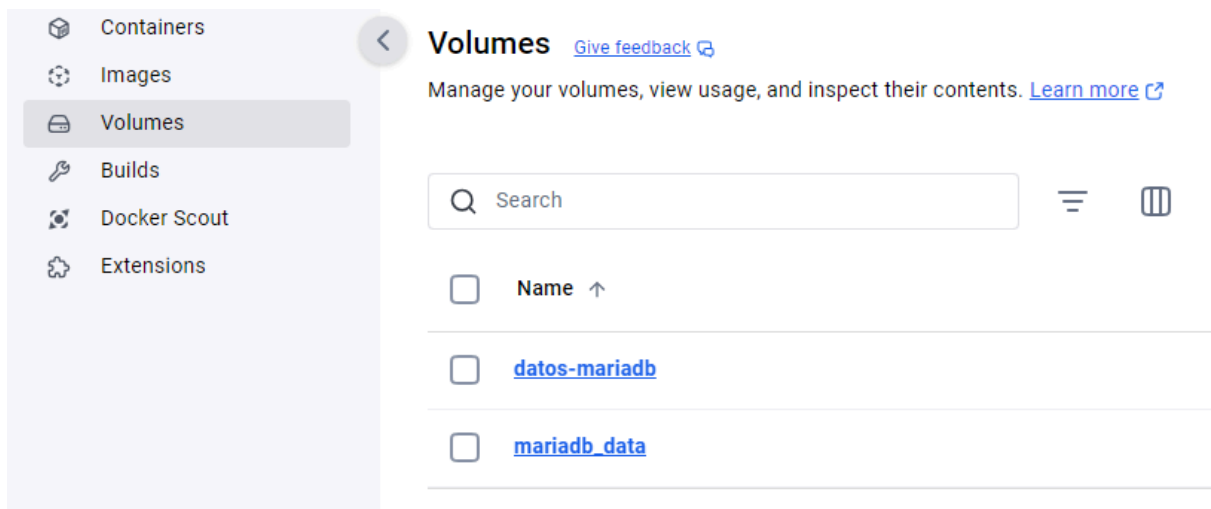 Containers
Images
Volumes
Builds
Docker Scout
Extensions
Volumes Give feedback
Manage your volumes, view usage, and inspect their contents. Learn more
Search
Name
datos-mariadb
mariadb_data